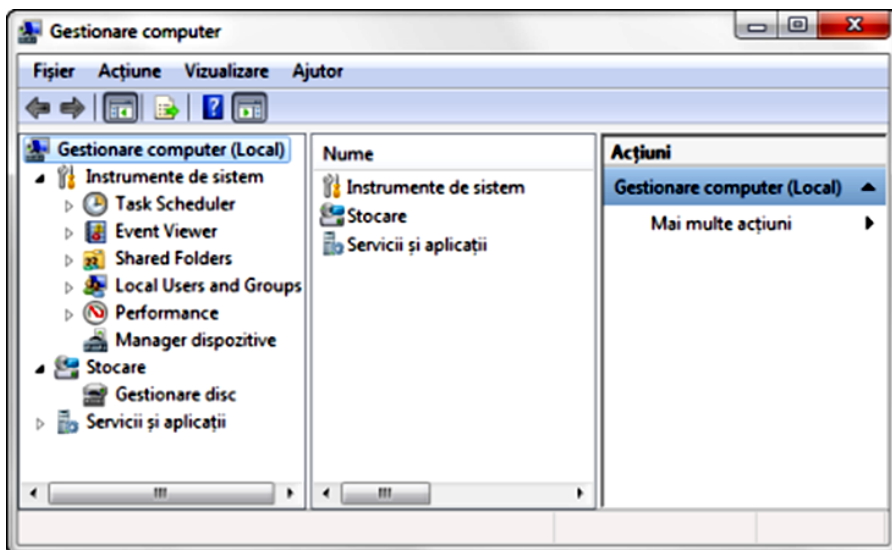 Gestionare computer
Fișier Acțiune Vizualizare Ajutor
Gestionare computer (Local)
Instrumente de sistem
Task Scheduler
Event Viewer
Shared Folders
Local Users and Groups
Performance
Manager dispozitive
Stocare
Gestionare disc
Servicii și aplicații
Nume
Instrumente de sistem
Stocare
Servicii și aplicații
Acțiuni
Gestionare computer (Local)
Mai multe acțiuni